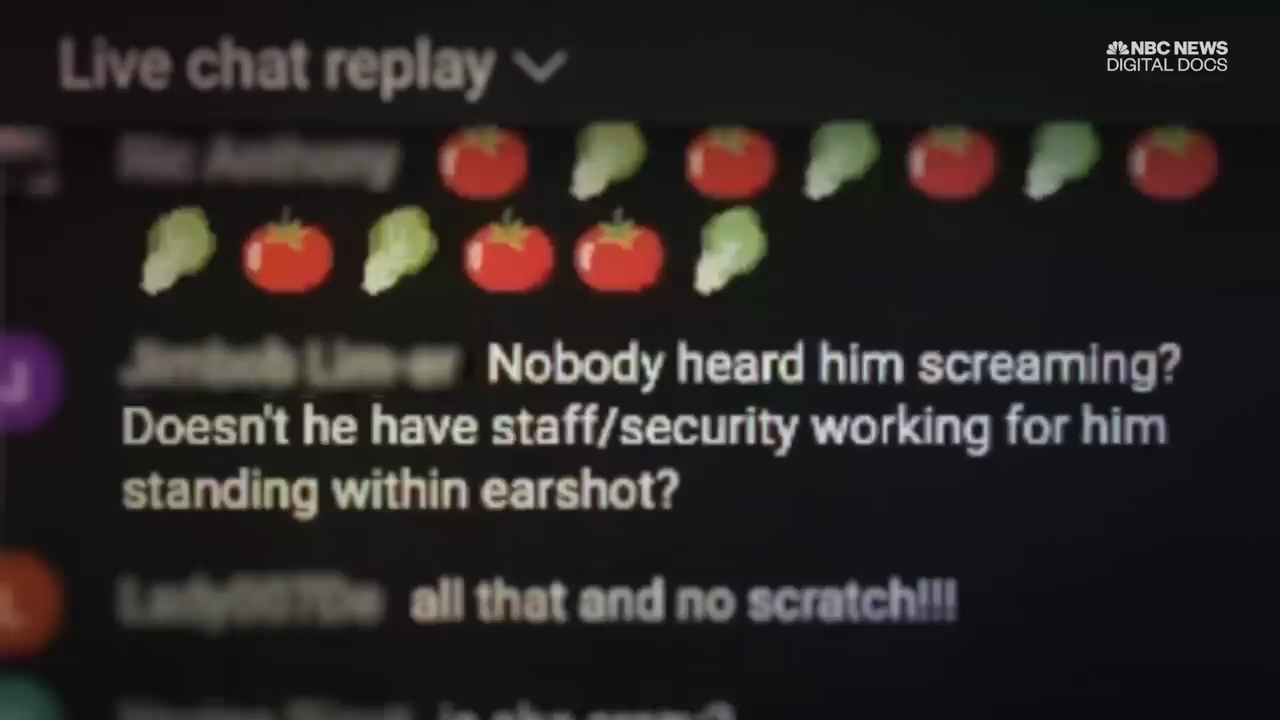 Live chat replay
NBC NEWS
DIGITAL DOCS
Nobody heard him screaming?
Doesn't he have staff/security working for him
standing within earshot?
all that and no scratch!!!